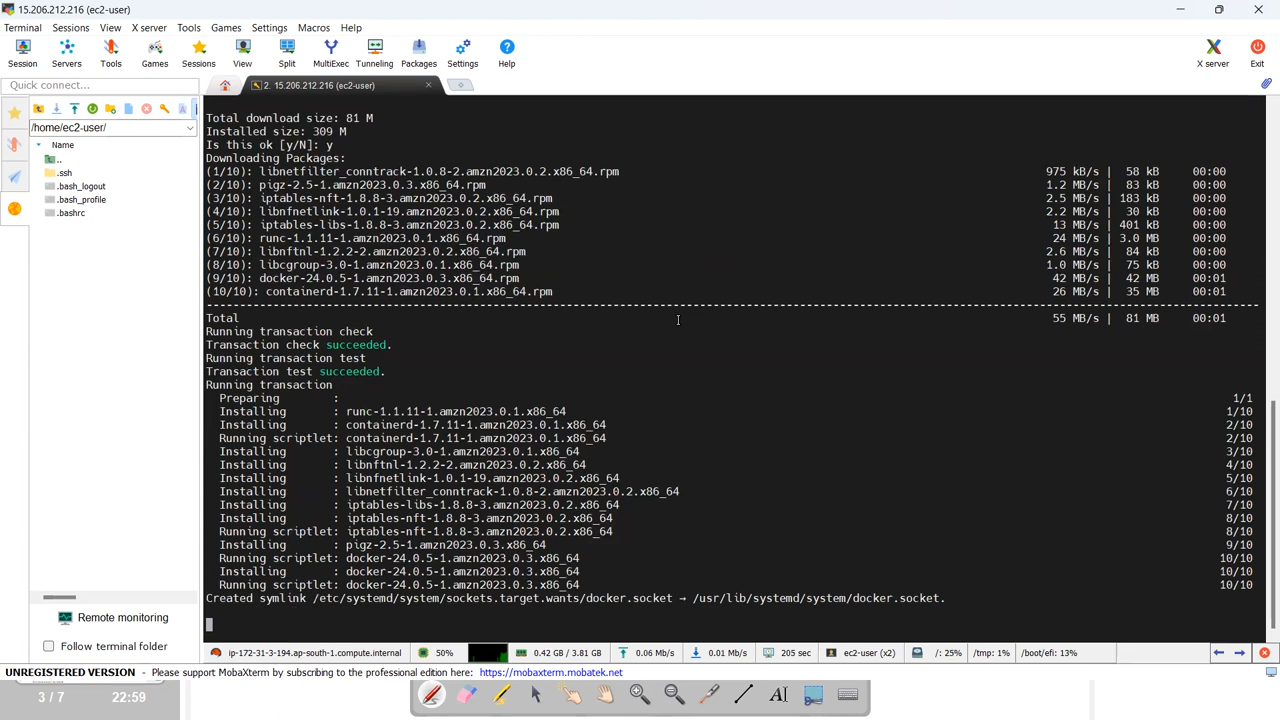 15.206.212.216 (ec2-user)
Terminal Sessions View X server Tools Games Settings Macros Help
Session Servers Tools Games Sessions View Split MultiExec Tunneling Packages Settings Help X server Exit
Quick connect...
2. 15.206.212.216 (ec2-user)
/home/ec2-user/
Name
..
.ssh
.bash_logout
.bash_profile
.bashrc
Total download size: 81 M
Installed size: 309 M
Is this ok [y/N]: y
Downloading Packages:
(1/10): libnetfilter_conntrack-1.0.8-2.amzn2023.0.2.x86_64.rpm 975 kB/s | 58 kB 00:00
(2/10): pigz-2.5-1.amzn2023.0.3.x86_64.rpm 1.2 MB/s | 83 kB 00:00
(3/10): iptables-nft-1.8.8-3.amzn2023.0.2.x86_64.rpm 2.5 MB/s | 183 kB 00:00
(4/10): libnfnetlink-1.0.1-19.amzn2023.0.2.x86_64.rpm 2.2 MB/s | 30 kB 00:00
(5/10): iptables-libs-1.8.8-3.amzn2023.0.2.x86_64.rpm 13 MB/s | 401 kB 00:00
(6/10): runc-1.1.11-1.amzn2023.0.1.x86_64.rpm 24 MB/s | 3.0 MB 00:00
(7/10): libnftnl-1.2.2-2.amzn2023.0.2.x86_64.rpm 2.6 MB/s | 84 kB 00:00
(8/10): libcgroup-3.0-1.amzn2023.0.1.x86_64.rpm 1.0 MB/s | 75 kB 00:00
(9/10): docker-24.0.5-1.amzn2023.0.3.x86_64.rpm 42 MB/s | 42 MB 00:01
(10/10): containerd-1.7.11-1.amzn2023.0.1.x86_64.rpm 26 MB/s | 35 MB 00:01
Total 55 MB/s | 81 MB 00:01
Running transaction check
Transaction check succeeded.
Running transaction test
Transaction test succeeded.
Running transaction
Preparing : 1/1
Installing : runc-1.1.11-1.amzn2023.0.1.x86_64 1/10
Installing : containerd-1.7.11-1.amzn2023.0.1.x86_64 2/10
Running scriptlet: containerd-1.7.11-1.amzn2023.0.1.x86_64 2/10
Installing : libcgroup-3.0-1.amzn2023.0.1.x86_64 3/10
Installing : libnftnl-1.2.2-2.amzn2023.0.2.x86_64 4/10
Installing : libnfnetlink-1.0.1-19.amzn2023.0.2.x86_64 5/10
Installing : libnetfilter_conntrack-1.0.8-2.amzn2023.0.2.x86_64 6/10
Installing : iptables-libs-1.8.8-3.amzn2023.0.2.x86_64 7/10
Installing : iptables-nft-1.8.8-3.amzn2023.0.2.x86_64 8/10
Running scriptlet: iptables-nft-1.8.8-3.amzn2023.0.2.x86_64 8/10
Installing : pigz-2.5-1.amzn2023.0.3.x86_64 9/10
Running scriptlet: docker-24.0.5-1.amzn2023.0.3.x86_64 10/10
Installing : docker-24.0.5-1.amzn2023.0.3.x86_64 10/10
Running scriptlet: docker-24.0.5-1.amzn2023.0.3.x86_64 10/10
Created symlink /etc/systemd/system/sockets.target.wants/docker.socket → /usr/lib/systemd/system/docker.socket.
Remote monitoring
Follow terminal folder
ip-172-31-3-194.ap-south-1.compute.internal 50% 0.42 GB / 3.81 GB 0.06 Mb/s 0.01 Mb/s 205 sec ec2-user (x2) /: 25% /tmp: 1% /boot/efi: 13%
UNREGISTERED VERSION - Please support MobaXterm by subscribing to the professional edition here: https://mobaxterm.mobatek.net
3 / 7 22:59